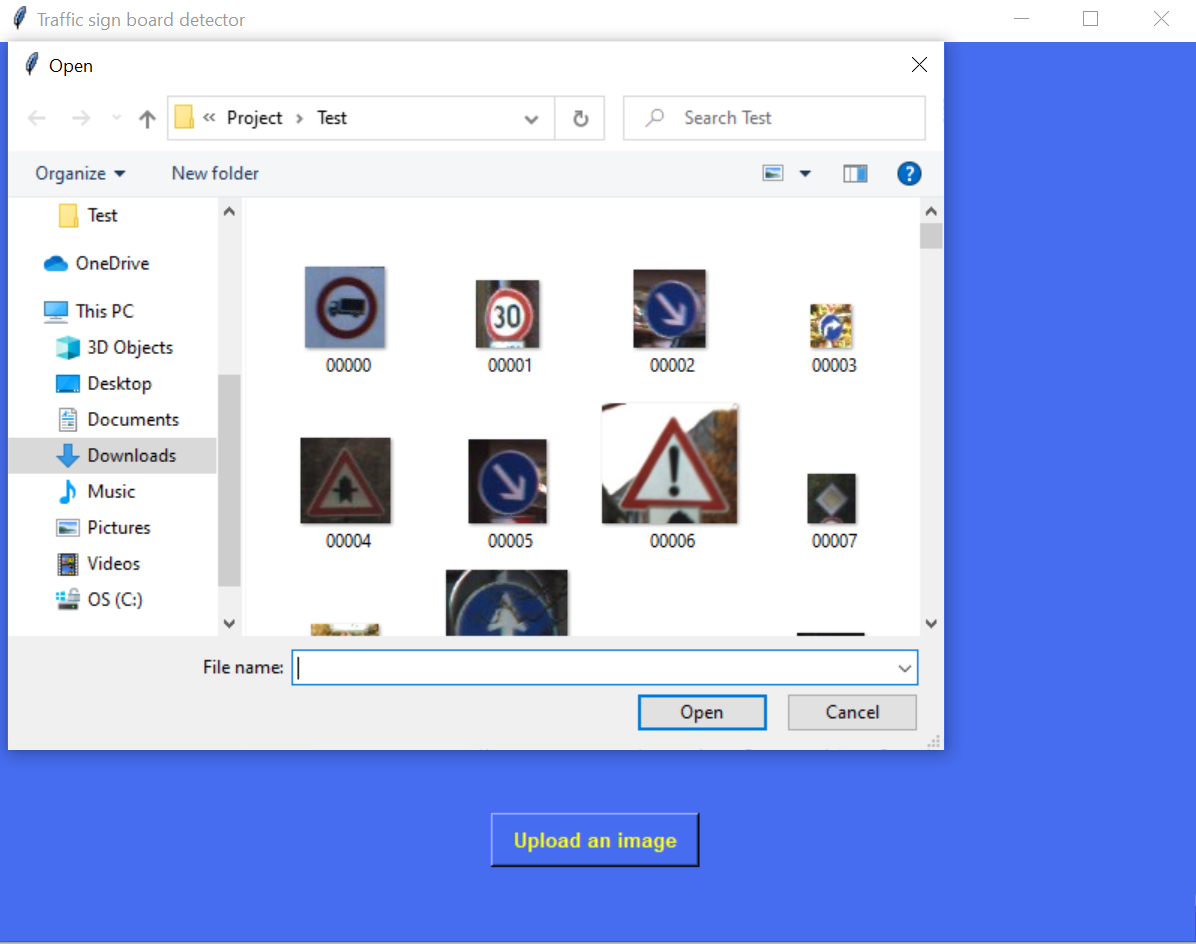 Traffic sign board detector
Open
« Project › Test
Search Test
Organize
New folder
?
Test
OneDrive
This PC
3D Objects
Desktop
Documents
Downloads
Music
Pictures
Videos
OS (C:)
30
00000
00001
00002
00003
00004
00005
00006
00007
File name:
Open
Cancel
Upload an image